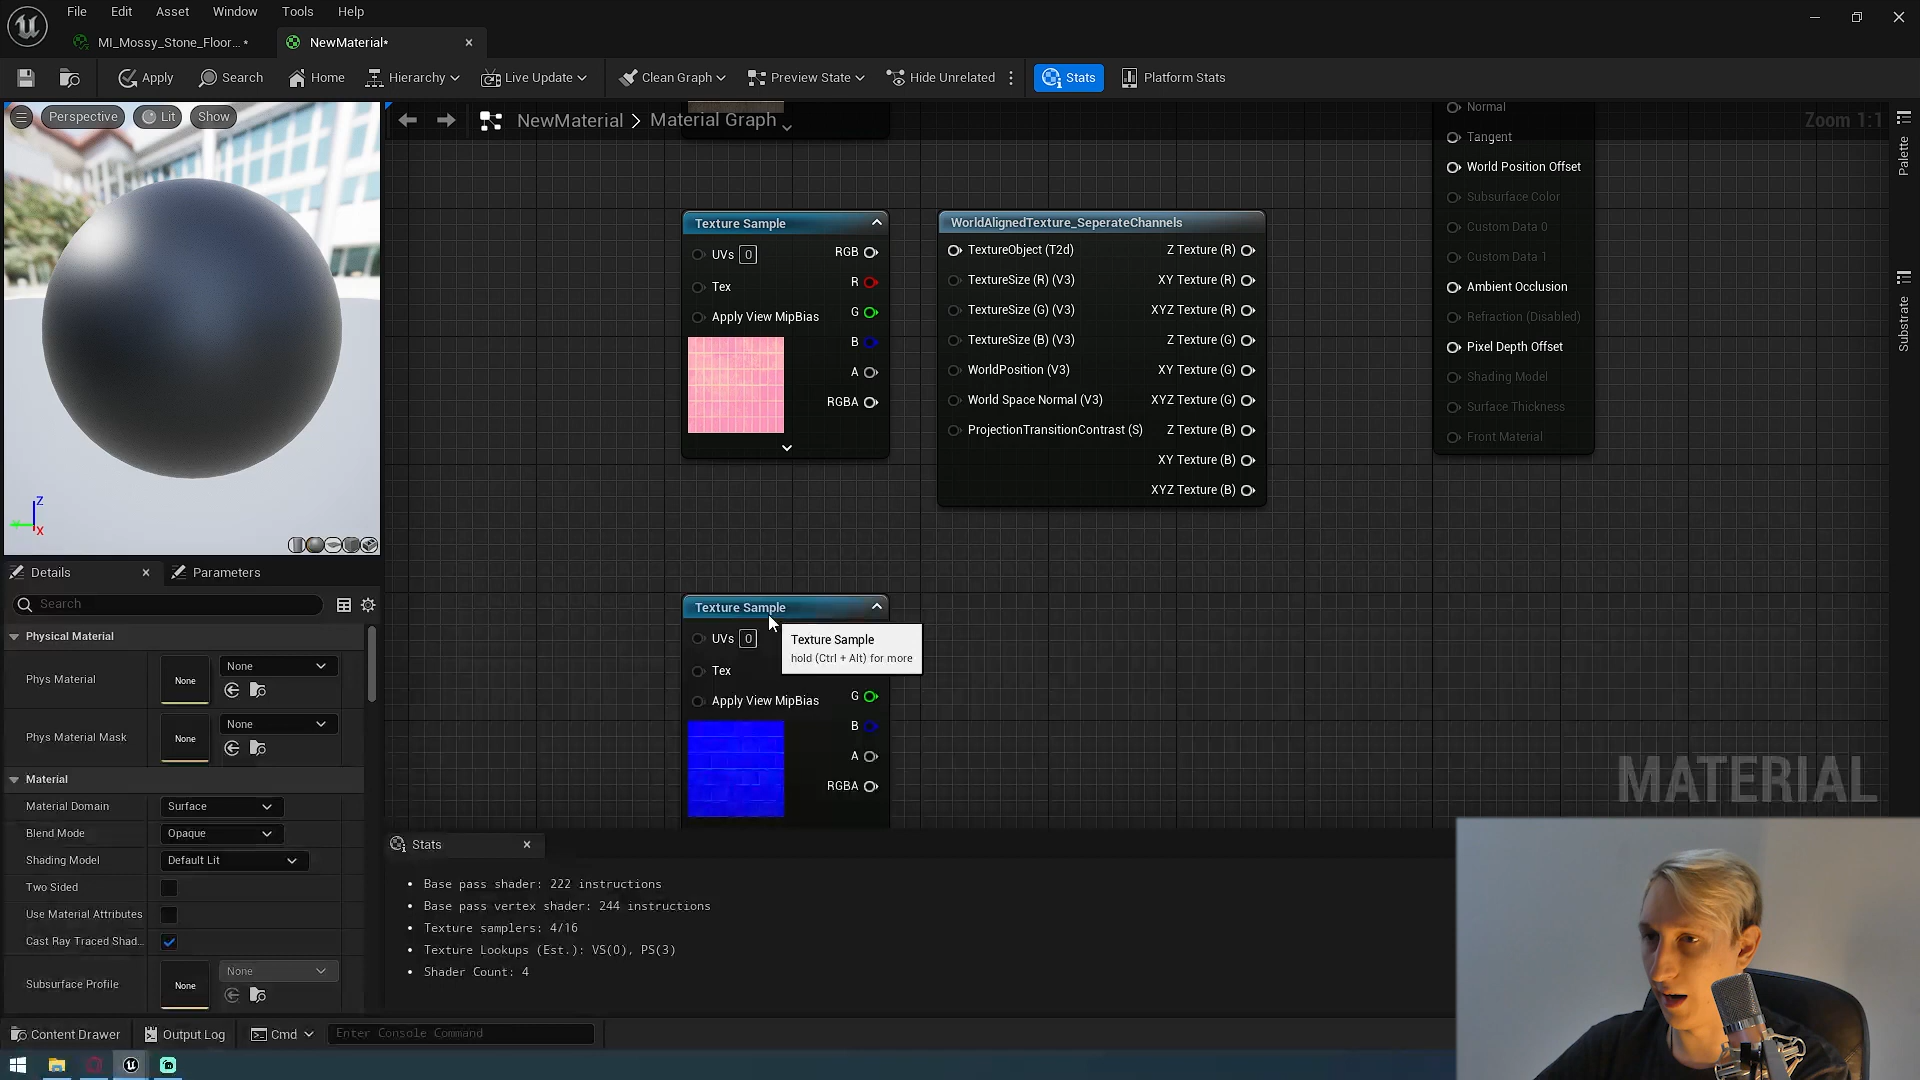 File Edit Asset Window Tools Help
MI_Mossy_Stone_Floor... *
NewMaterial*
Apply Search Home Hierarchy Live Update Clean Graph Preview State Hide Unrelated Stats Platform Stats
Perspective Lit Show
NewMaterial > Material Graph
Zoom 1:1
Palette
Substrate
Normal
Tangent
World Position Offset
Subsurface Color
Custom Data 0
Custom Data 1
Ambient Occlusion
Refraction (Disabled)
Pixel Depth Offset
Shading Model
Surface Thickness
Front Material
Texture Sample
UVs 0
Tex
Apply View MipBias
RGB
R
G
B
A
RGBA
WorldAlignedTexture_SeperateChannels
TextureObject (T2d)
TextureSize (R) (V3)
TextureSize (G) (V3)
TextureSize (B) (V3)
WorldPosition (V3)
World Space Normal (V3)
ProjectionTransitionContrast (S)
Z Texture (R)
XY Texture (R)
XYZ Texture (R)
Z Texture (G)
XY Texture (G)
XYZ Texture (G)
Z Texture (B)
XY Texture (B)
XYZ Texture (B)
Texture Sample
UVs 0
Tex
Apply View MipBias
G
B
A
RGBA
Texture Sample
hold (Ctrl + Alt) for more
MATERIAL
Z
X
Details
Parameters
Search
Physical Material
Phys Material
None
None
Phys Material Mask
None
None
Material
Material Domain Surface
Blend Mode Opaque
Shading Model Default Lit
Two Sided
Use Material Attributes
Cast Ray Traced Shad...
Subsurface Profile
None
None
Stats
• Base pass shader: 222 instructions
• Base pass vertex shader: 244 instructions
• Texture samplers: 4/16
• Texture Lookups (Est.): VS(0), PS(3)
• Shader Count: 4
Content Drawer Output Log Cmd Enter Console Command